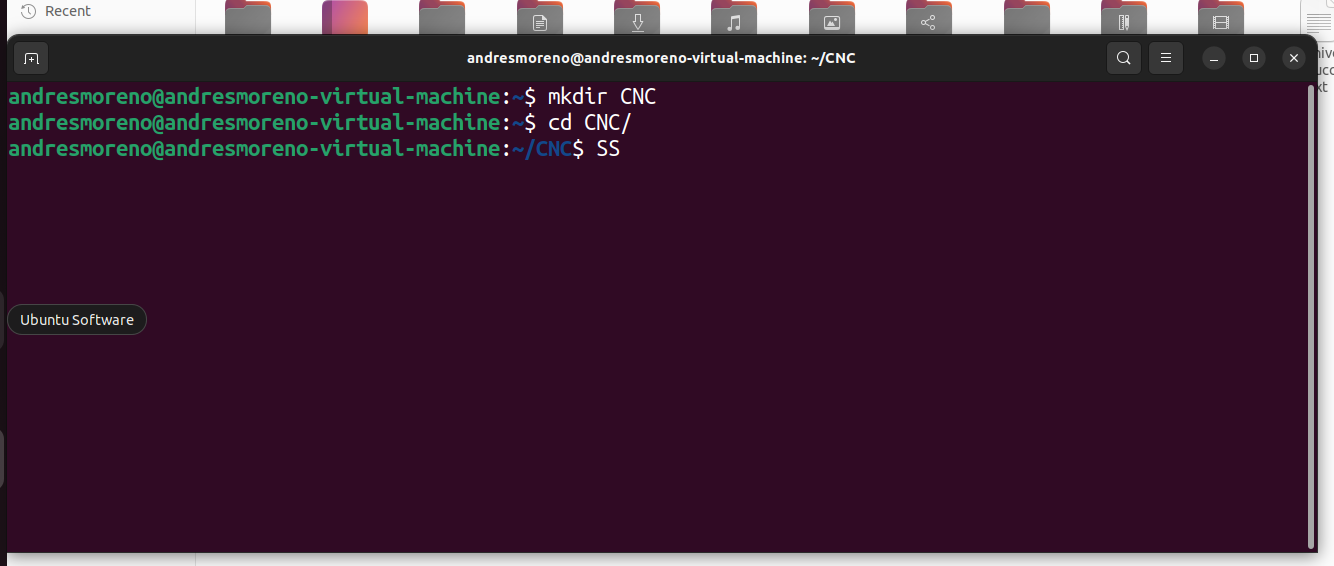 Recent
andresmoreno@andresmoreno-virtual-machine: ~/CNC
andresmoreno@andresmoreno-virtual-machine:~$ mkdir CNC
andresmoreno@andresmoreno-virtual-machine:~$ cd CNC/
andresmoreno@andresmoreno-virtual-machine:~/CNC$ SS
Ubuntu Software